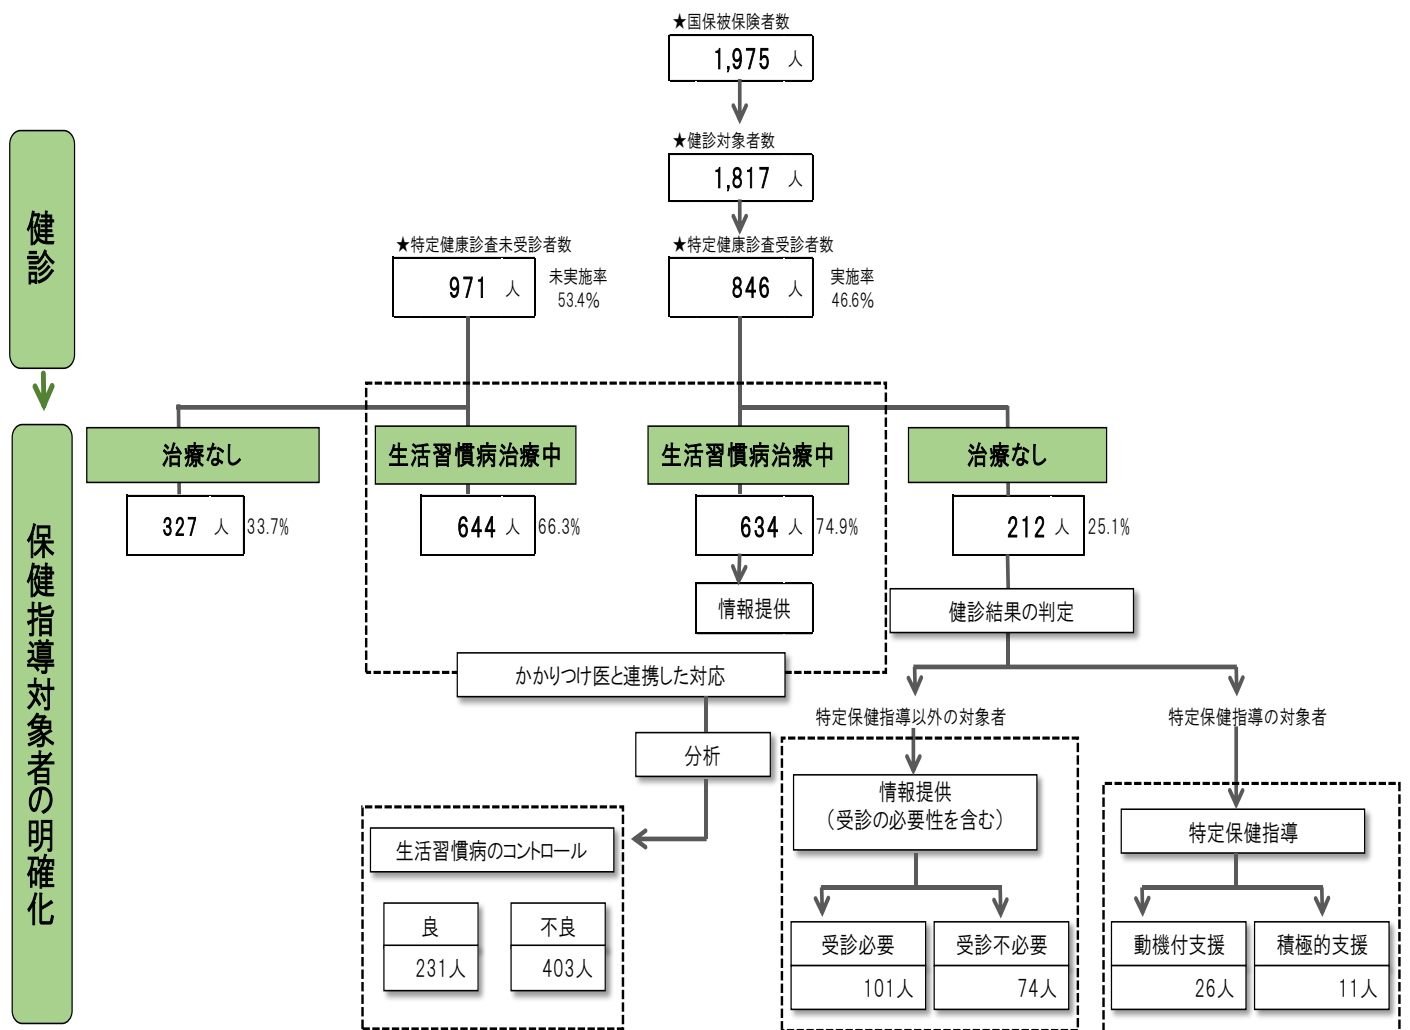 ★国保被保険者数
1,975 人
★健診対象者数
1,817 人
健診
★特定健康診査未受診者数
971 人
未実施率
53.4%
★特定健康診査受診者数
846 人
実施率
46.6%
保健指導対象者の明確化
治療なし
生活習慣病治療中
生活習慣病治療中
治療なし
327 人 33.7%
644 人 66.3%
634 人 74.9%
212 人 25.1%
情報提供
健診結果の判定
かかりつけ医と連携した対応
特定保健指導以外の対象者
特定保健指導の対象者
分析
情報提供
(受診の必要性を含む)
特定保健指導
生活習慣病のコントロール
良
不良
231人
403人
受診必要
受診不必要
101人
74人
動機付支援
積極的支援
26人
11人